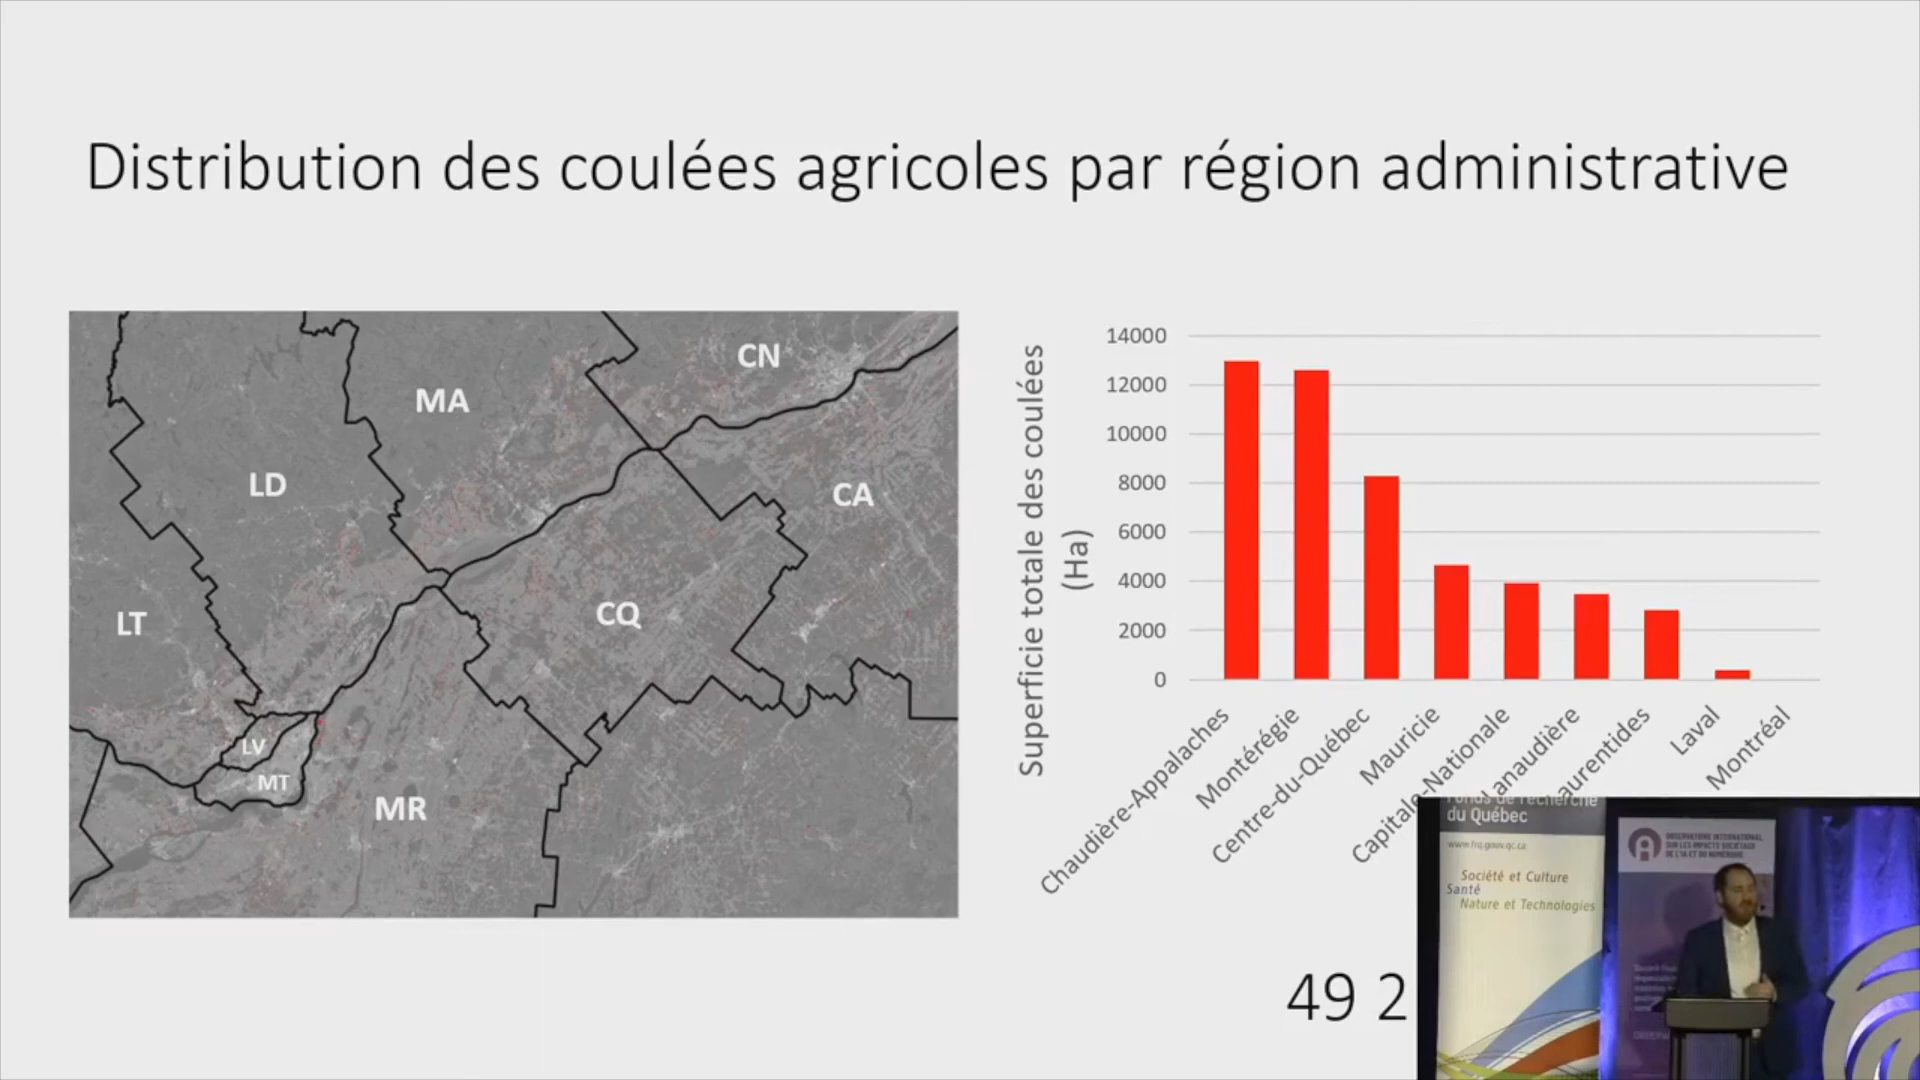 Distribution des coulées agricoles par région administrative
CN
MA
LD
CA
LT
CQ
LV
MT
MR
Superficie totale des coulées
(Ha)
14000
12000
10000
8000
6000
4000
2000
0
Chaudière-Appalaches
Montérégie
Centre-du-Québec
Mauricie
Capitale-Nationale
Lanaudière
aurentides
Laval
Montréal
49 2
Fonds de recherche
du Québec
www.frq.gouv.qc.ca
Société et Culture
Santé
Nature et Technologies
OBSERVATOIRE INTERNATIONAL
SUR LES IMPACTS SOCIÉTAUX
DE L'IA ET DU NUMÉRIQUE